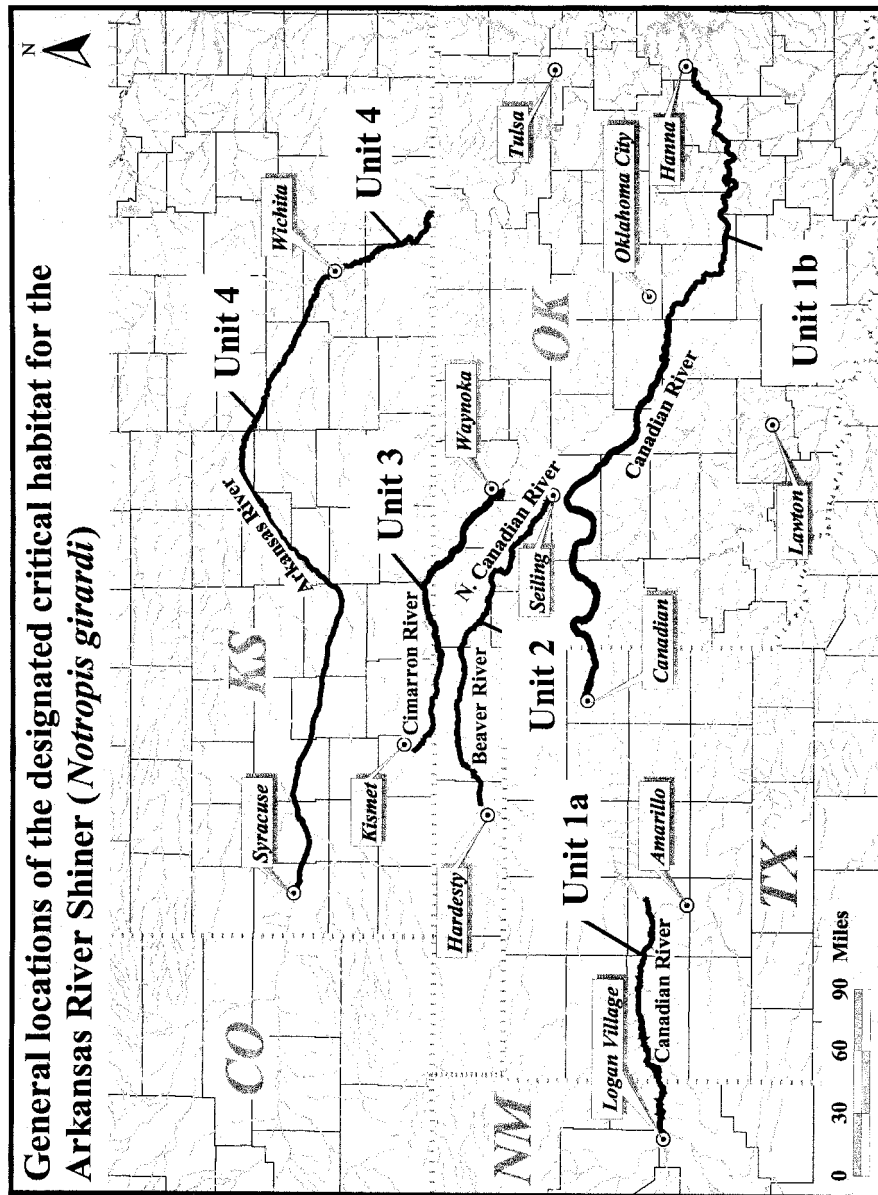 General locations of the designated critical habitat for the
Arkansas River Shiner (Notropis girardi)
N
CO
KS
Syracuse
Arkansas River
Unit 4
Wichita
Unit 4
Kismet
Cimarron River
Unit 3
Waynoka
Hardesty
Beaver River
N. Canadian River
Seiling
Unit 2
OK
Tulsa
NM
Logan Village
Canadian River
Unit 1a
Amarillo
TX
Canadian
Canadian River
Oklahoma City
Hanna
Unit 1b
Lawton
0 30 60 90 Miles